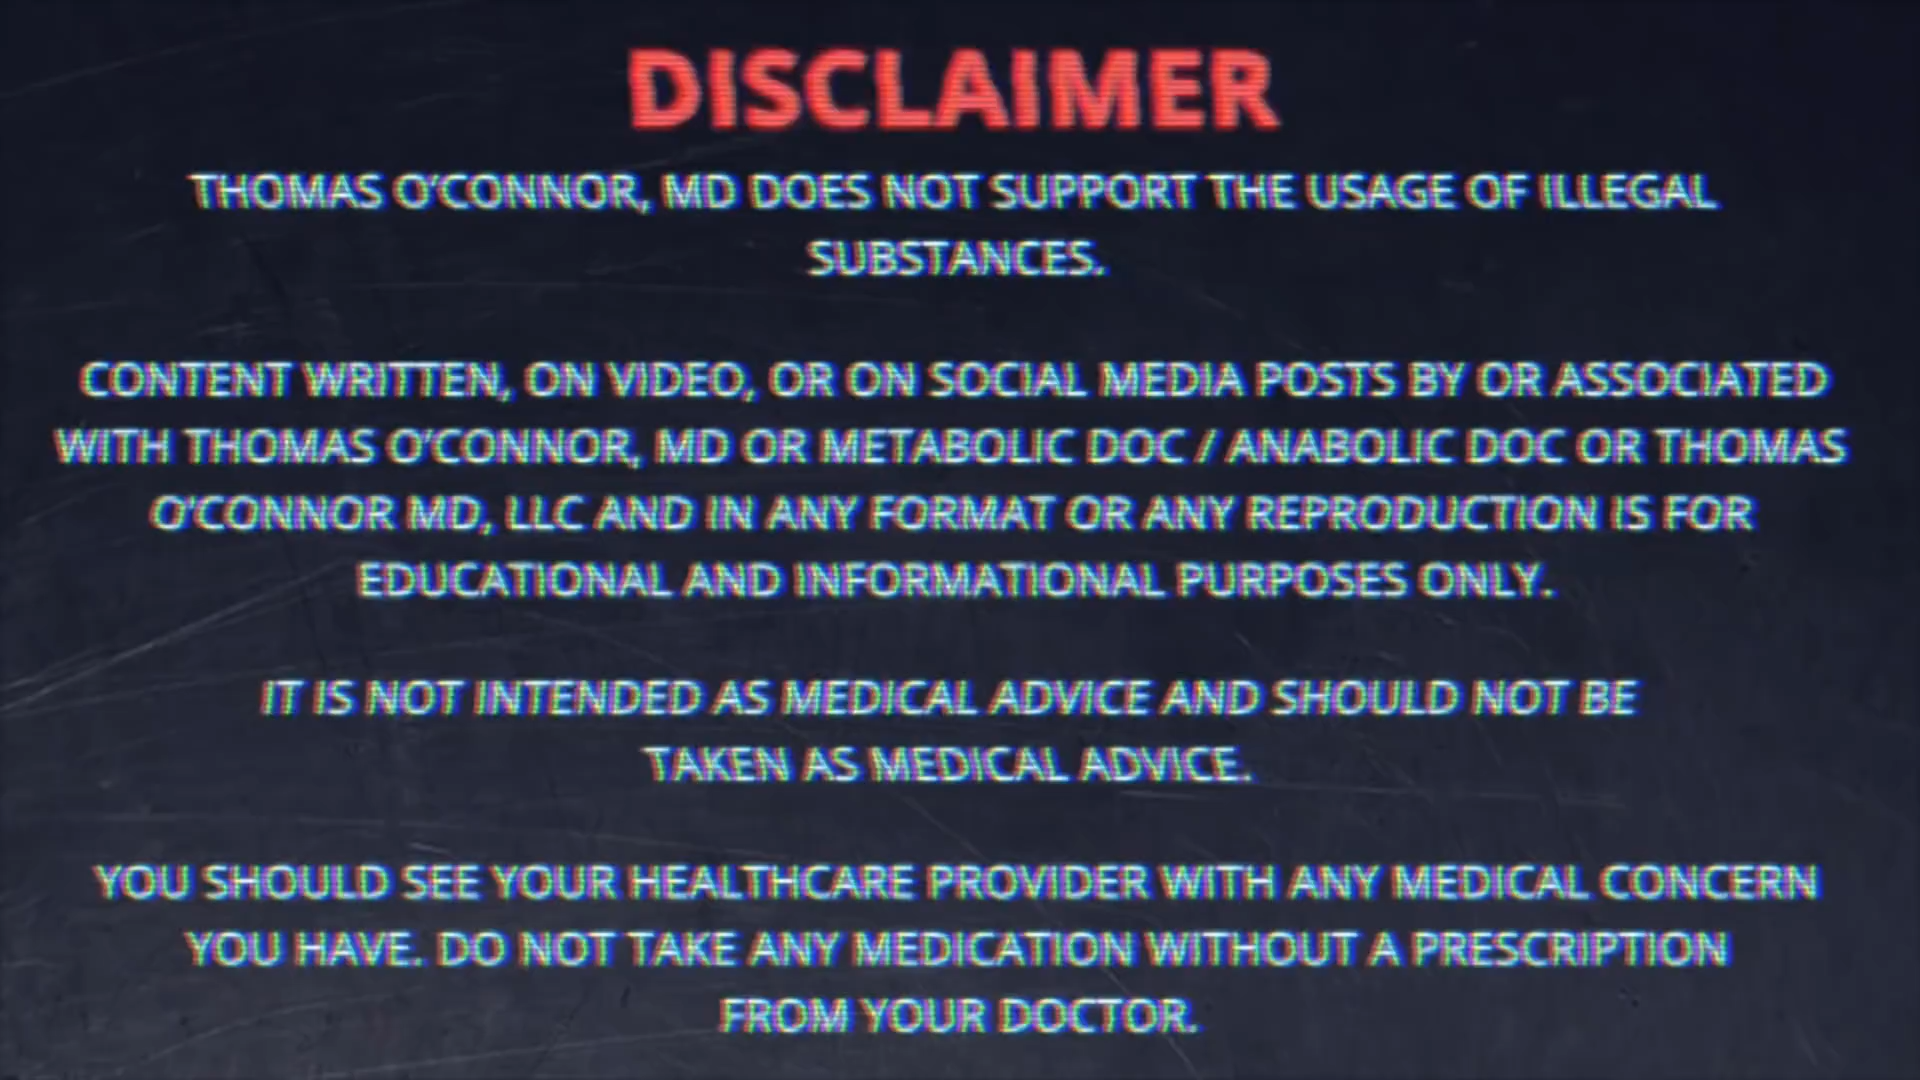 DISCLAIMER
THOMAS O'CONNOR, MD DOES NOT SUPPORT THE USAGE OF ILLEGAL
SUBSTANCES.
CONTENT WRITTEN, ON VIDEO, OR ON SOCIAL MEDIA POSTS BY OR ASSOCIATED
WITH THOMAS O'CONNOR, MD OR METABOLIC DOC / ANABOLIC DOC OR THOMAS
O'CONNOR MD, LLC AND IN ANY FORMAT OR ANY REPRODUCTION IS FOR
EDUCATIONAL AND INFORMATIONAL PURPOSES ONLY.
IT IS NOT INTENDED AS MEDICAL ADVICE AND SHOULD NOT BE
TAKEN AS MEDICAL ADVICE.
YOU SHOULD SEE YOUR HEALTHCARE PROVIDER WITH ANY MEDICAL CONCERN
YOU HAVE. DO NOT TAKE ANY MEDICATION WITHOUT A PRESCRIPTION
FROM YOUR DOCTOR.